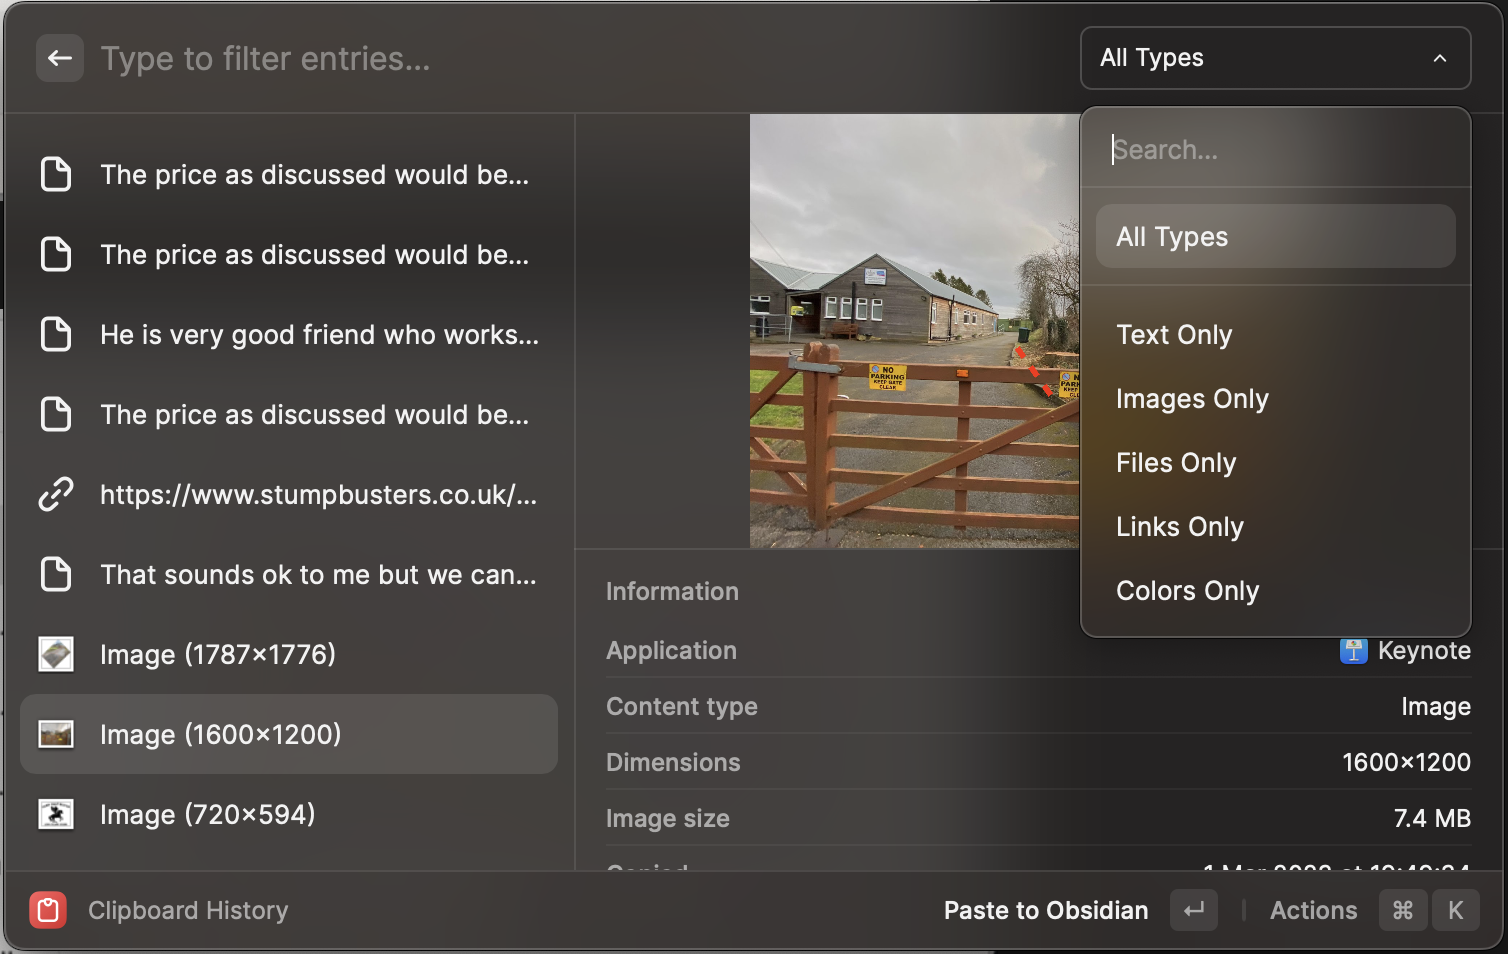 Type to filter entries...
All Types
Search...
All Types
Text Only
Images Only
Files Only
Links Only
Colors Only
The price as discussed would be...
The price as discussed would be...
He is very good friend who works...
The price as discussed would be...
https://www.stumpbusters.co.uk/...
That sounds ok to me but we can...
Image (1787×1776)
Image (1600×1200)
Image (720×594)
NO
PARKING
KEEP GATE
CLEAR
Information
Application
Keynote
Content type
Image
Dimensions
1600×1200
Image size
7.4 MB
Clipboard History
Paste to Obsidian
Actions
⌘ K